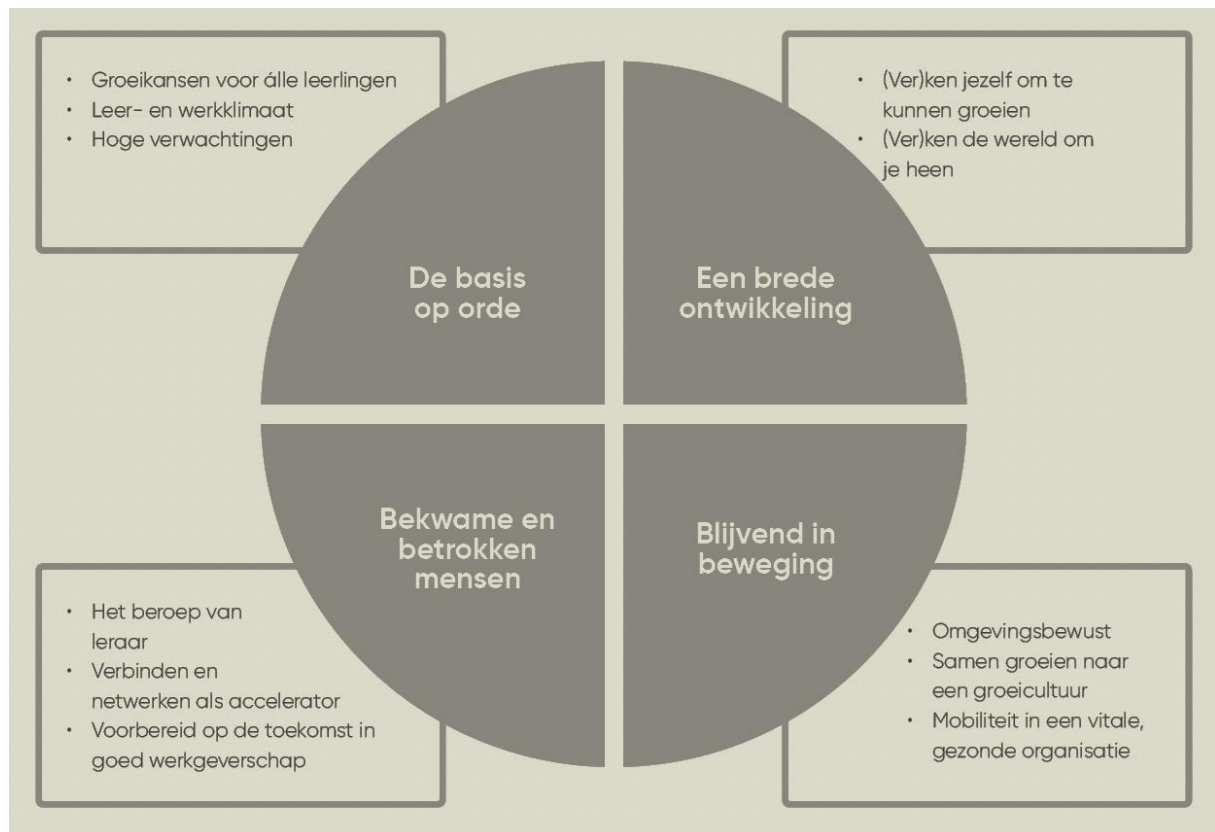 • Groeikansen voor álle leerlingen
• Leer- en werkklimaat
• Hoge verwachtingen
• (Ver)ken jezelf om te
kunnen groeien
• (Ver)ken de wereld om
je heen
De basis
op orde
Een brede
ontwikkeling
Bekwame en
betrokken
mensen
Blijvend in
beweging
• Het beroep van
leraar
• Verbinden en
netwerken als accelerator
• Voorbereid op de toekomst in
goed werkgeverschap
• Omgevingsbewust
• Samen groeien naar
een groeicultuur
• Mobiliteit in een vitale,
gezonde organisatie